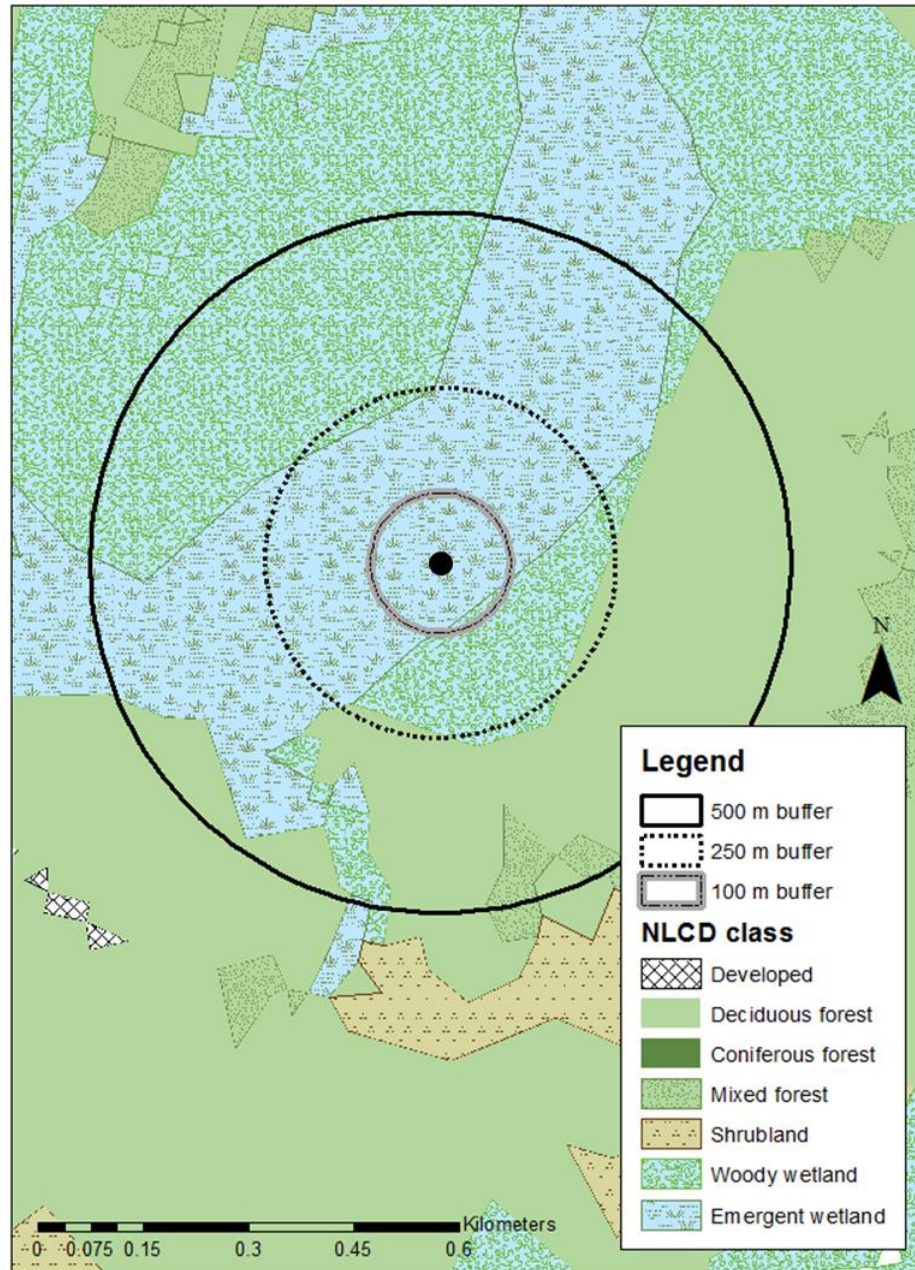 N
Legend
500 m buffer
250 m buffer
100 m buffer
NLCD class
Developed
Deciduous forest
Coniferous forest
Mixed forest
Shrubland
Woody wetland
Emergent wetland
Kilometers
0 0.075 0.15 0.3 0.45 0.6